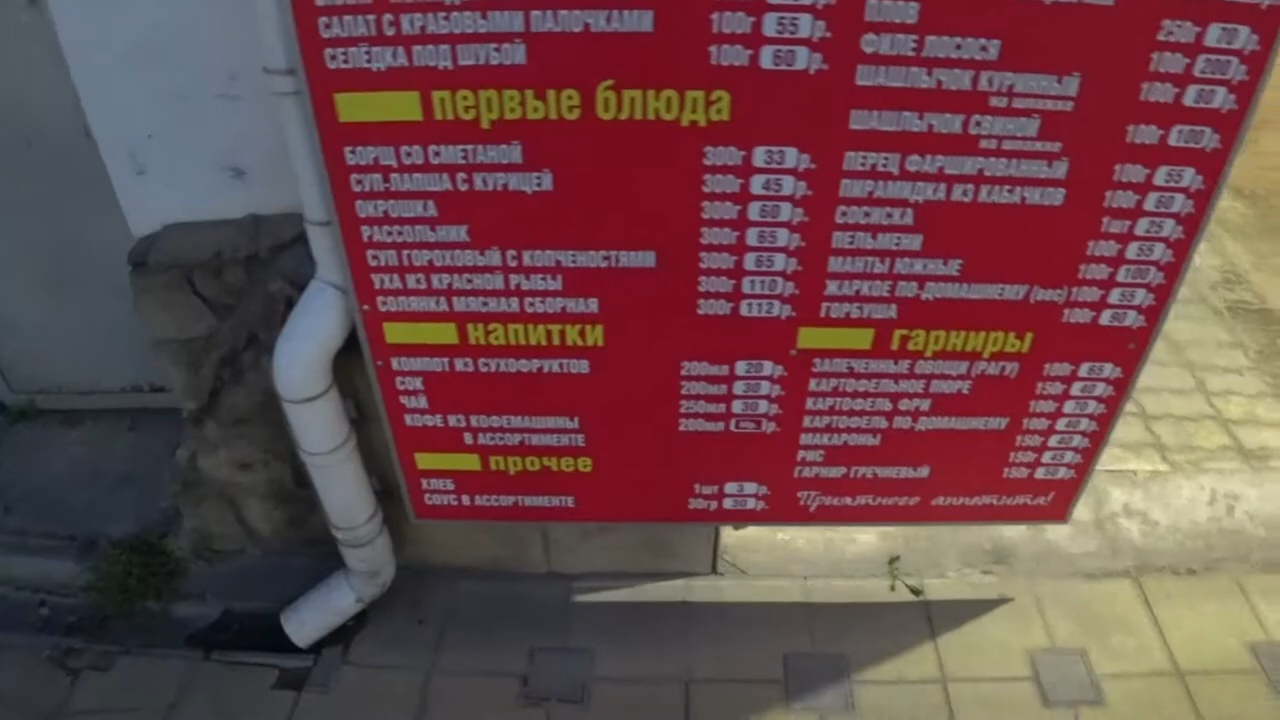 САЛАТ С КРАБОВЫМИ ПАЛОЧКАМИ 100г 55 р.
СЕЛЁДКА ПОД ШУБОЙ 100г 60 р.
первые блюда
БОРЩ СО СМЕТАНОЙ 300г 33 р.
СУП-ЛАПША С КУРИЦЕЙ 300г 45 р.
ОКРОШКА 300г 60 р.
РАССОЛЬНИК 300г 65 р.
СУП ГОРОХОВЫЙ С КОПЧЕНОСТЯМИ 300г 65 р.
УХА ИЗ КРАСНОЙ РЫБЫ 300г 110 р.
СОЛЯНКА МЯСНАЯ СБОРНАЯ 300г 112 р.
напитки
КОМПОТ ИЗ СУХОФРУКТОВ 200мл 20 р.
СОК 200мл 30 р.
ЧАЙ 250мл 30 р.
КОФЕ ИЗ КОФЕМАШИНЫ 200мл р.
В АССОРТИМЕНТЕ
прочее
ХЛЕБ 1шт 3 р.
СОУС В АССОРТИМЕНТЕ 30гр 30 р.
ПЛОВ 250г 70 р.
ФИЛЕ ЛОСОСЯ 100г 200 р.
ШАШЛЫЧОК КУРИННЫЙ 100г 80 р.
на шпажке
ШАШЛЫЧОК СВИНОЙ 100г 100 р.
на шпажке
ПЕРЕЦ ФАРШИРОВАННЫЙ 100г 55 р.
ПИРАМИДКА ИЗ КАБАЧКОВ 100г 60 р.
СОСИСКА 1шт 25 р.
ПЕЛЬМЕНИ 100г 55 р.
МАНТЫ ЮЖНЫЕ 100г 100 р.
ЖАРКОЕ ПО-ДОМАШНЕМУ (вес) 100г 55 р.
ГОРБУША 100г 90 р.
гарниры
ЗАПЕЧЕННЫЕ ОВОЩИ (РАГУ) 100г 65 р.
КАРТОФЕЛЬНОЕ ПЮРЕ 150г 40 р.
КАРТОФЕЛЬ ФРИ 100г 70 р.
КАРТОФЕЛЬ ПО-ДОМАШНЕМУ 100г 40 р.
МАКАРОНЫ 150г 40 р.
РИС 150г 45 р.
ГАРНИР ГРЕЧНЕВЫЙ 150г 50 р.
Приятного аппетита!